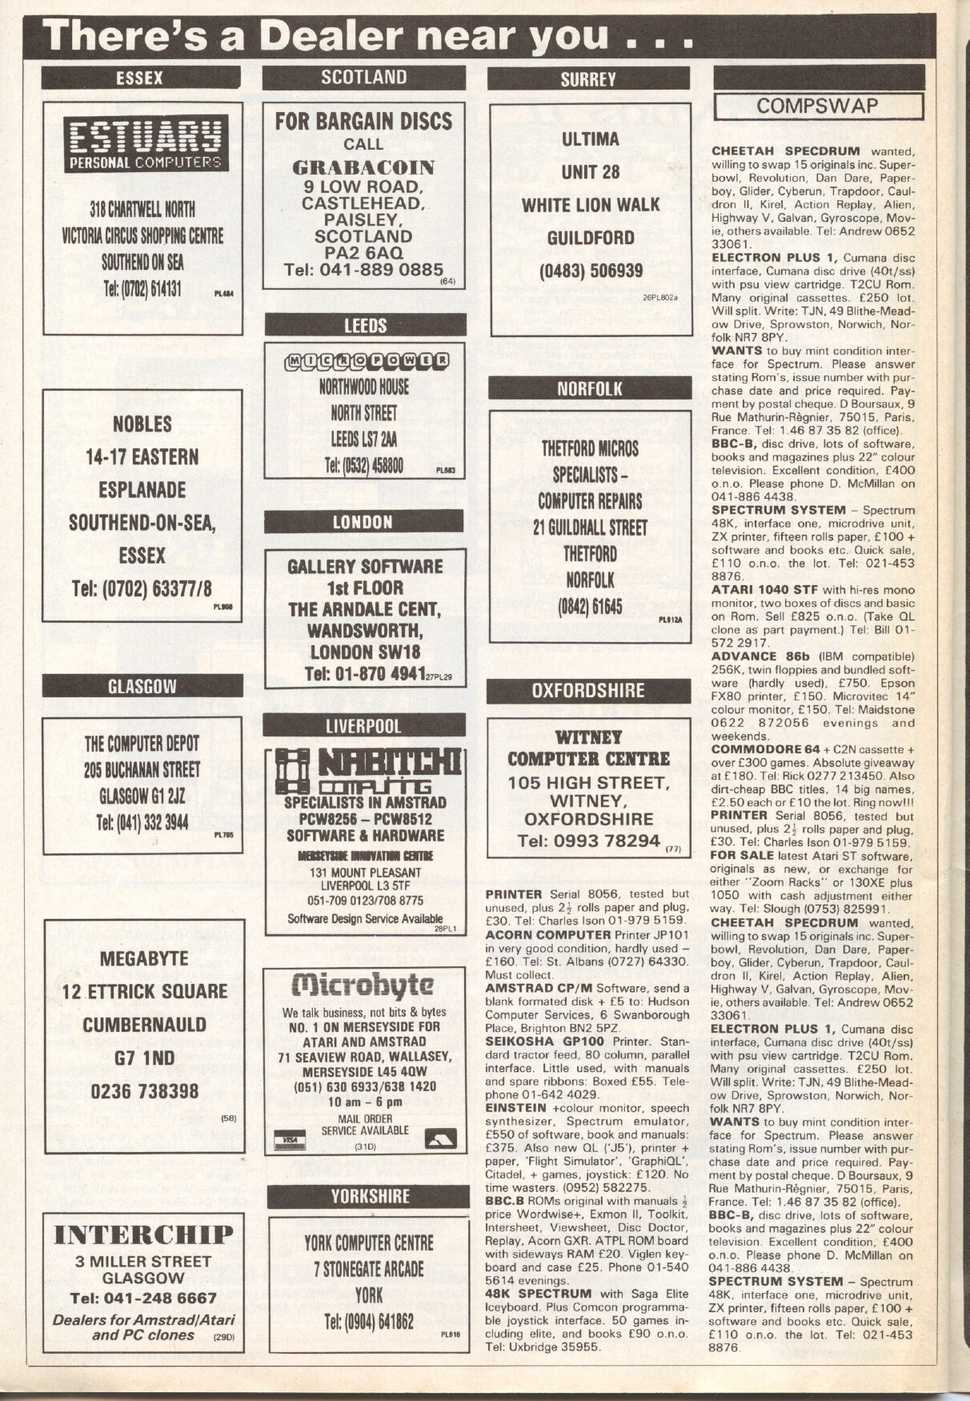 There's a Dealer near you . . .
ESSEX
ESTUARY
PERSONAL COMPUTERS
318 CHARTWELL NORTH
VICTORIA CIRCUS SHOPPING CENTRE
SOUTHEND ON SEA
Tel: (0702) 614131
PL484
NOBLES
14-17 EASTERN
ESPLANADE
SOUTHEND-ON-SEA,
ESSEX
Tel: (0702) 63377/8
GLASGOW
THE COMPUTER DEPOT
205 BUCHANAN STREET
GLASGOW G1 2JZ
Tel: (041) 332 3944
PL705
MEGABYTE
12 ETTRICK SQUARE
CUMBERNAULD
G7 1ND
0236 738398
(58)
INTERCHIP
3 MILLER STREET
GLASGOW
Tel: 041-248 6667
Dealers for Amstrad/Atari
and PC clones (29D)
SCOTLAND
FOR BARGAIN DISCS
CALL
GRABACOIN
9 LOW ROAD,
CASTLEHEAD,
PAISLEY,
SCOTLAND
PA2 6AQ
Tel: 041-889 0885
(64)
LEEDS
MICROPOWER
NORTHWOOD HOUSE
NORTH STREET
LEEDS LS7 2AA
Tel: (0532) 458800
LONDON
GALLERY SOFTWARE
1st FLOOR
THE ARNDALE CENT,
WANDSWORTH,
LONDON SW18
Tel: 01-870 4941 27PL29
LIVERPOOL
NABITCHI
COMPUTING
SPECIALISTS IN AMSTRAD
PCW8256 – PCW8512
SOFTWARE & HARDWARE
MERSEYSIDE INNOVATION CENTRE
131 MOUNT PLEASANT
LIVERPOOL L3 5TF
051-709 0123/708 8775
Software Design Service Available
28PL1
Microbyte
We talk business, not bits & bytes
NO. 1 ON MERSEYSIDE FOR
ATARI AND AMSTRAD
71 SEAVIEW ROAD, WALLASEY,
MERSEYSIDE L45 4QW
(051) 630 6933/638 1420
10 am – 6 pm
MAIL ORDER
SERVICE AVAILABLE
VISA
(31D)
YORKSHIRE
YORK COMPUTER CENTRE
7 STONEGATE ARCADE
YORK
Tel: (0904) 641862
PL816
SURREY
ULTIMA
UNIT 28
WHITE LION WALK
GUILDFORD
(0483) 506939
26PL802a
NORFOLK
THETFORD MICROS
SPECIALISTS –
COMPUTER REPAIRS
21 GUILDHALL STREET
THETFORD
NORFOLK
(0842) 61645
PL812A
OXFORDSHIRE
WITNEY
COMPUTER CENTRE
105 HIGH STREET,
WITNEY,
OXFORDSHIRE
Tel: 0993 78294 (77)
PRINTER Serial 8056, tested but
unused, plus 2½ rolls paper and plug,
£30. Tel: Charles Ison 01-979 5159.
ACORN COMPUTER Printer JP101
in very good condition, hardly used –
£160. Tel: St. Albans (0727) 64330.
Must collect.
AMSTRAD CP/M Software, send a
blank formated disk + £5 to: Hudson
Computer Services, 6 Swanborough
Place, Brighton BN2 5PZ.
SEIKOSHA GP100 Printer. Stan-
dard tractor feed, 80 column, parallel
interface. Little used, with manuals
and spare ribbons: Boxed £55. Tele-
phone 01-642 4029.
EINSTEIN +colour monitor, speech
synthesizer, Spectrum emulator,
£550 of software, book and manuals:
£375. Also new QL ('J5'), printer +
paper, 'Flight Simulator', 'GraphiQL',
Citadel, + games, joystick: £120. No
time wasters. (0952) 582275.
BBC.B ROMs original with manuals ½
price Wordwise+, Exmon II, Toolkit,
Intersheet, Viewsheet, Disc Doctor,
Replay, Acorn GXR. ATPL ROM board
with sideways RAM £20. Viglen key-
board and case £25. Phone 01-540
5614 evenings.
48K SPECTRUM with Saga Elite
Iceyboard. Plus Comcon programma-
ble joystick interface. 50 games in-
cluding elite, and books £90 o.n.o.
Tel: Uxbridge 35955.
COMPSWAP
CHEETAH SPECDRUM wanted,
willing to swap 15 originals inc. Super-
bowl, Revolution, Dan Dare, Paper-
boy, Glider, Cyberun, Trapdoor, Caul-
dron II, Kirel, Action Replay, Alien,
Highway V, Galvan, Gyroscope, Mov-
ie, others available. Tel: Andrew 0652
33061.
ELECTRON PLUS 1, Cumana disc
interface, Cumana disc drive (40t/ss)
with psu view cartridge. T2CU Rom.
Many original cassettes. £250 lot.
Will split. Write: TJN, 49 Blithe-Mead-
ow Drive, Sprowston, Norwich, Nor-
folk NR7 8PY.
WANTS to buy mint condition inter-
face for Spectrum. Please answer
stating Rom's, issue number with pur-
chase date and price required. Pay-
ment by postal cheque. D Boursaux, 9
Rue Mathurin-Règnier, 75015, Paris,
France. Tel: 1.46 87 35 82 (office).
BBC-B, disc drive, lots of software,
books and magazines plus 22" colour
television. Excellent condition, £400
o.n.o. Please phone D. McMillan on
041-886 4438.
SPECTRUM SYSTEM – Spectrum
48K, interface one, microdrive unit,
ZX printer, fifteen rolls paper, £100 +
software and books etc. Quick sale,
£110 o.n.o. the lot. Tel: 021-453
8876.
ATARI 1040 STF with hi-res mono
monitor, two boxes of discs and basic
on Rom. Sell £825 o.n.o. (Take QL
clone as part payment.) Tel: Bill 01-
572 2917.
ADVANCE 86b (IBM compatible)
256K, twin floppies and bundled soft-
ware (hardly used), £750. Epson
FX80 printer, £150. Microvitec 14"
colour monitor, £150. Tel: Maidstone
0622 872056 evenings and
weekends.
COMMODORE 64 + C2N cassette +
over £300 games. Absolute giveaway
at £180. Tel: Rick 0277 213450. Also
dirt-cheap BBC titles, 14 big names,
£2.50 each or £10 the lot. Ring now!!!
PRINTER Serial 8056, tested but
unused, plus 2½ rolls paper and plug,
£30. Tel: Charles Ison 01-979 5159.
FOR SALE latest Atari ST software,
originals as new, or exchange for
either "Zoom Racks" or 130XE plus
1050 with cash adjustment either
way. Tel: Slough (0753) 825991.
CHEETAH SPECDRUM wanted,
willing to swap 15 originals inc. Super-
bowl, Revolution, Dan Dare, Paper-
boy, Glider, Cyberun, Trapdoor, Caul-
dron II, Kirel, Action Replay, Alien,
Highway V, Galvan, Gyroscope, Mov-
ie, others available. Tel: Andrew 0652
33061.
ELECTRON PLUS 1, Cumana disc
interface, Cumana disc drive (40t/ss)
with psu view cartridge. T2CU Rom.
Many original cassettes. £250 lot.
Will split. Write: TJN, 49 Blithe-Mead-
ow Drive, Sprowston, Norwich, Nor-
folk NR7 8PY.
WANTS to buy mint condition inter-
face for Spectrum. Please answer
stating Rom's, issue number with pur-
chase date and price required. Pay-
ment by postal cheque. D Boursaux, 9
Rue Mathurin-Règnier, 75015, Paris,
France. Tel: 1.46 87 35 82 (office).
BBC-B, disc drive, lots of software,
books and magazines plus 22" colour
television. Excellent condition, £400
o.n.o. Please phone D. McMillan on
041-886 4438.
SPECTRUM SYSTEM – Spectrum
48K, interface one, microdrive unit,
ZX printer, fifteen rolls paper, £100 +
software and books etc. Quick sale,
£110 o.n.o. the lot. Tel: 021-453
8876.